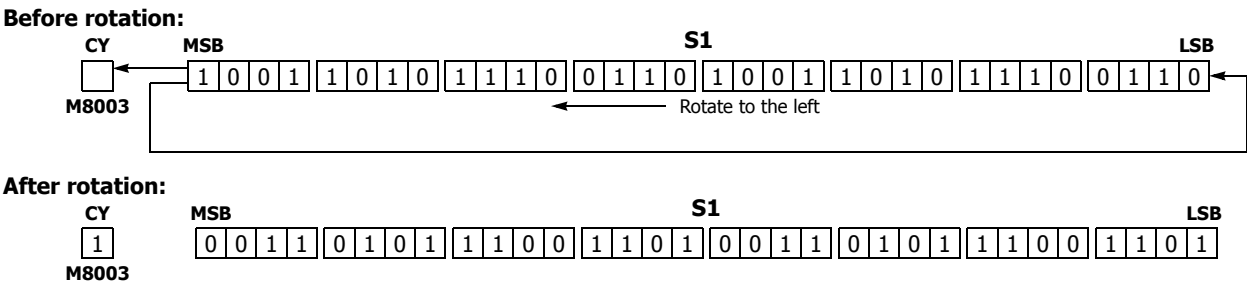 Before rotation:
CY MSB S1 LSB
1 0 0 1 1 0 1 0 1 1 1 0 0 1 1 0 1 0 0 1 1 0 1 0 1 1 1 0 0 1 1 0
M8003 Rotate to the left
After rotation:
CY MSB S1 LSB
1 0 0 1 1 0 1 0 1 1 1 0 0 1 1 0 1 0 0 1 1 0 1 0 1 1 1 0 0 1 1 0 1
M8003